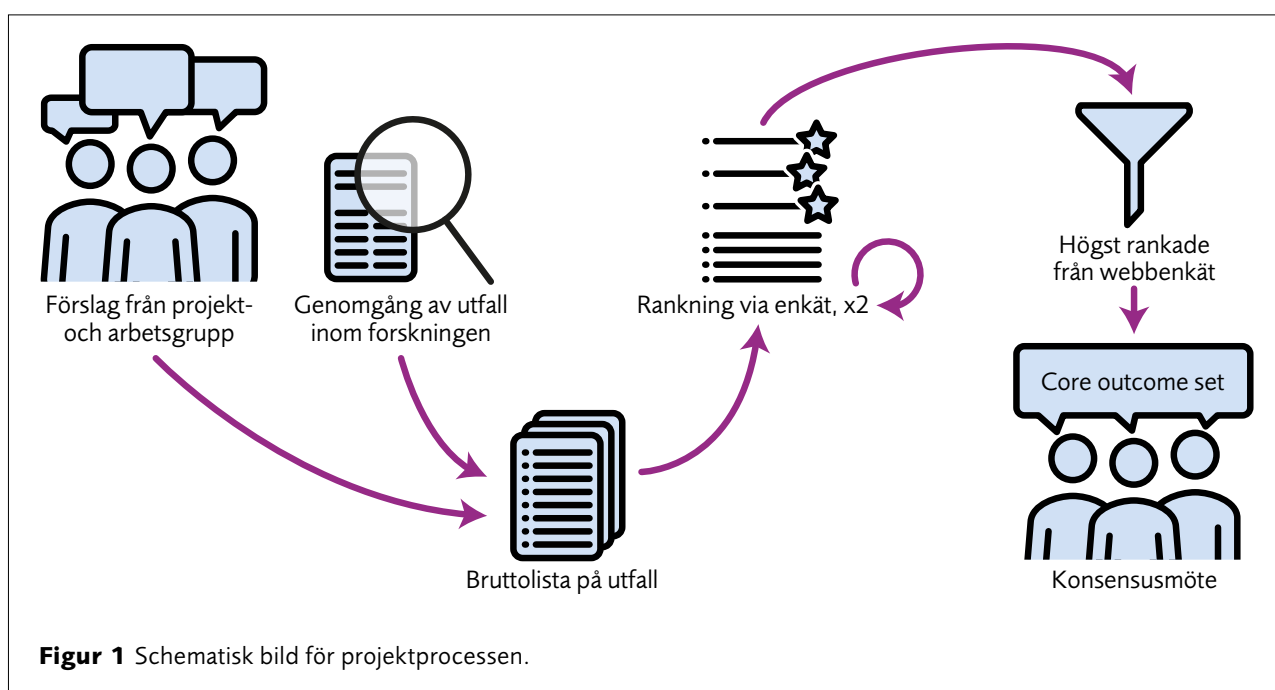 Förslag från projekt-
och arbetsgrupp
Genomgång av utfall
inom forskningen
Bruttolista på utfall
Rankning via enkät, x2
Högst rankade
från webbenkät
Core outcome set
Konsensusmöte
Figur 1 Schematisk bild för projektprocessen.